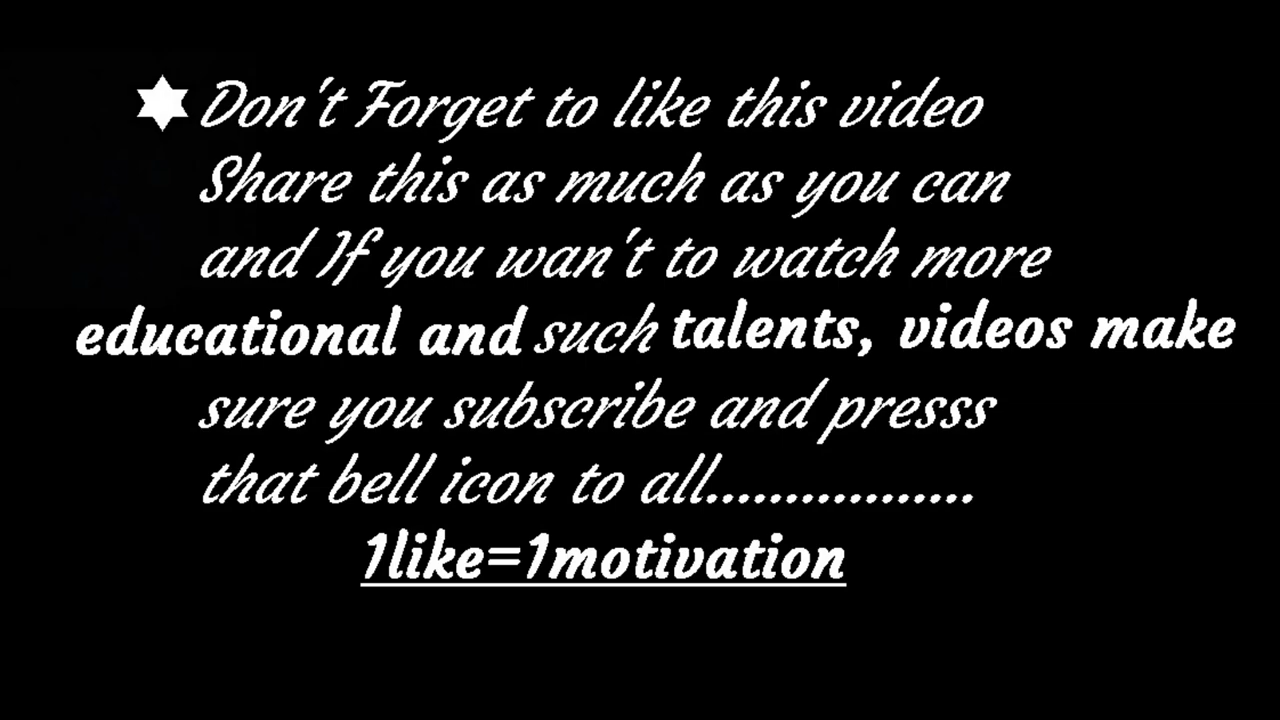 ✶ Don't Forget to like this video
Share this as much as you can
and If you wan't to watch more
educational and such talents, videos make
sure you subscribe and presss
that bell icon to all.................
1like=1motivation